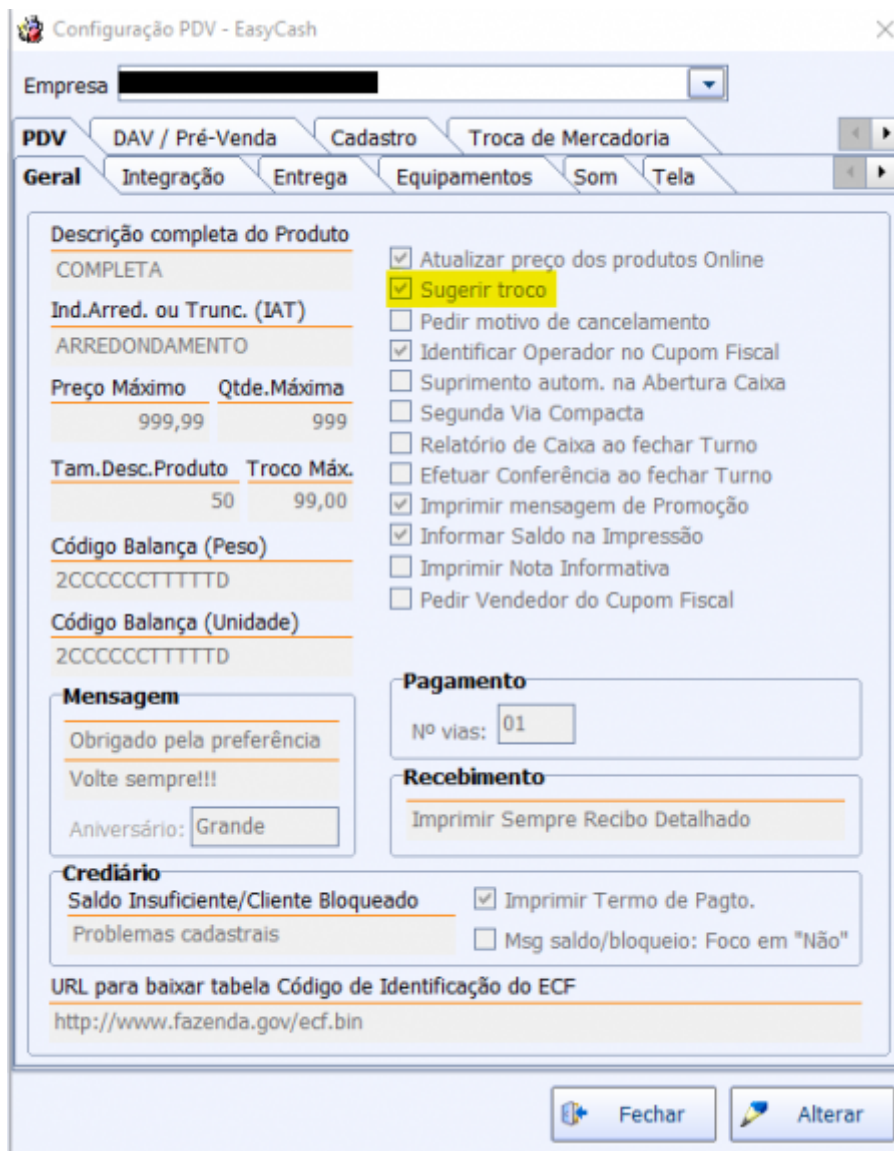 Configuração PDV - EasyCash
Empresa
PDV DAV / Pré-Venda Cadastro Troca de Mercadoria
Geral Integração Entrega Equipamentos Som Tela
Descrição completa do Produto
COMPLETA
Ind.Arred. ou Trunc. (IAT)
ARREDONDAMENTO
Preço Máximo Qtde.Máxima
999,99 999
Tam.Desc.Produto Troco Máx.
50 99,00
Código Balança (Peso)
2CCCCCCTTTTTD
Código Balança (Unidade)
2CCCCCCTTTTTD
Atualizar preço dos produtos Online
Sugerir troco
Pedir motivo de cancelamento
Identificar Operador no Cupom Fiscal
Suprimento autom. na Abertura Caixa
Segunda Via Compacta
Relatório de Caixa ao fechar Turno
Efetuar Conferência ao fechar Turno
Imprimir mensagem de Promoção
Informar Saldo na Impressão
Imprimir Nota Informativa
Pedir Vendedor do Cupom Fiscal
Mensagem
Obrigado pela preferência
Volte sempre!!!
Aniversário: Grande
Pagamento
Nº vias: 01
Recebimento
Imprimir Sempre Recibo Detalhado
Crediário
Saldo Insuficiente/Cliente Bloqueado
Problemas cadastrais
Imprimir Termo de Pagto.
Msg saldo/bloqueio: Foco em "Não"
URL para baixar tabela Código de Identificação do ECF
http://www.fazenda.gov/ecf.bin
Fechar Alterar